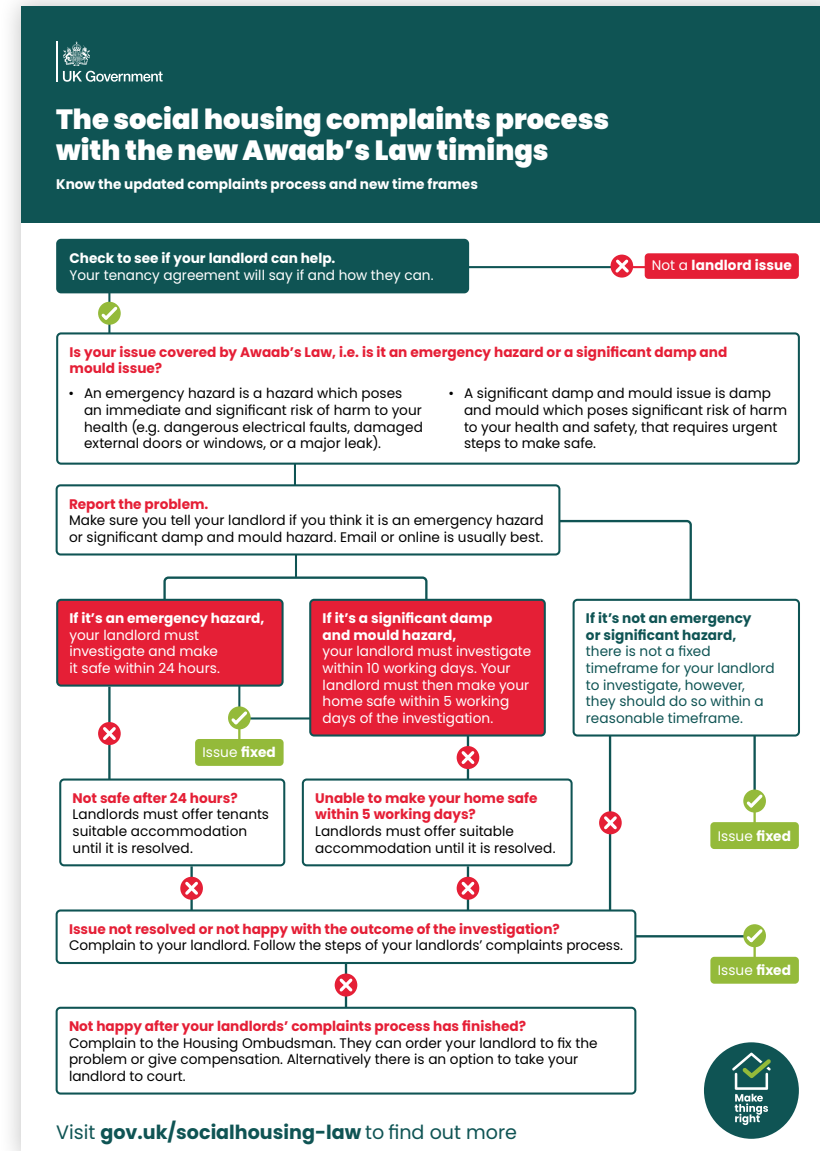 UK Government
The social housing complaints process
with the new Awaab's Law timings
Know the updated complaints process and new time frames
Check to see if your landlord can help.
Your tenancy agreement will say if and how they can.
Not a landlord issue
Is your issue covered by Awaab's Law, i.e. is it an emergency hazard or a significant damp and
mould issue?
• An emergency hazard is a hazard which poses
an immediate and significant risk of harm to your
health (e.g. dangerous electrical faults, damaged
external doors or windows, or a major leak).
• A significant damp and mould issue is damp
and mould which poses significant risk of harm
to your health and safety, that requires urgent
steps to make safe.
Report the problem.
Make sure you tell your landlord if you think it is an emergency hazard
or significant damp and mould hazard. Email or online is usually best.
If it's an emergency hazard,
your landlord must
investigate and make
it safe within 24 hours.
If it's a significant damp
and mould hazard,
your landlord must investigate
within 10 working days. Your
landlord must then make your
home safe within 5 working
days of the investigation.
If it's not an emergency
or significant hazard,
there is not a fixed
timeframe for your landlord
to investigate, however,
they should do so within a
reasonable timeframe.
Issue fixed
Not safe after 24 hours?
Landlords must offer tenants
suitable accommodation
until it is resolved.
Unable to make your home safe
within 5 working days?
Landlords must offer suitable
accommodation until it is resolved.
Issue fixed
Issue not resolved or not happy with the outcome of the investigation?
Complain to your landlord. Follow the steps of your landlords' complaints process.
Issue fixed
Not happy after your landlords' complaints process has finished?
Complain to the Housing Ombudsman. They can order your landlord to fix the
problem or give compensation. Alternatively there is an option to take your
landlord to court.
Make
things
right
Visit gov.uk/socialhousing-law to find out more